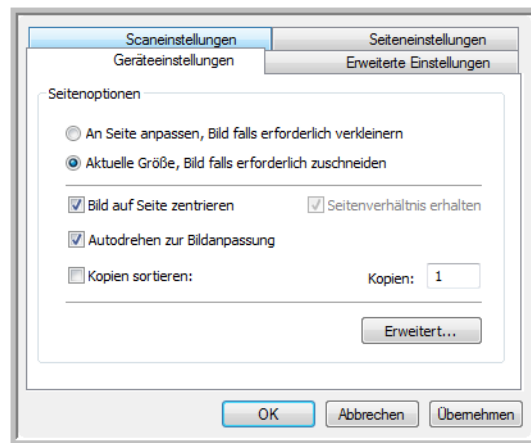 Scaneinstellungen Seiteneinstellungen
Geräteeinstellungen Erweiterte Einstellungen
Seitenoptionen
An Seite anpassen, Bild falls erforderlich verkleinern
Aktuelle Größe, Bild falls erforderlich zuschneiden
Bild auf Seite zentrieren Seitenverhältnis erhalten
Autodrehen zur Bildanpassung
Kopien sortieren: Kopien: 1
Erweitert...
OK Abbrechen Übernehmen